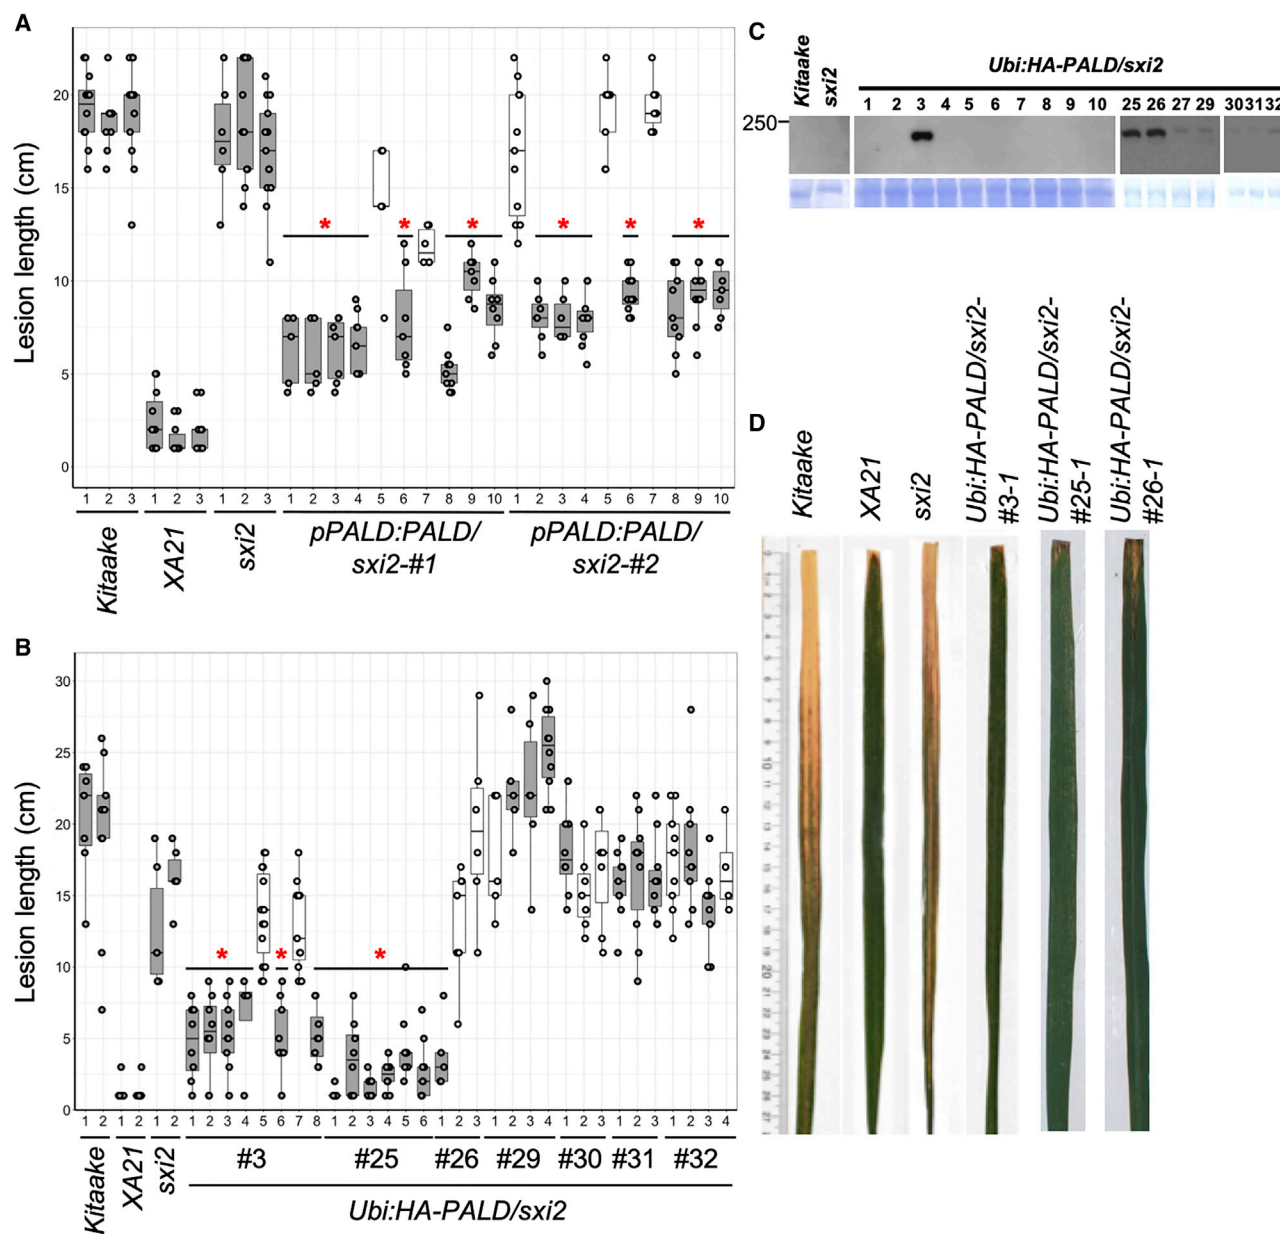 A
Lesion length (cm)
20
15
10
5
0
* * * * * *
1 2 3 1 2 3 1 2 3 1 2 3 4 5 6 7 8 9 10 1 2 3 4 5 6 7 8 9 10
Kitaake
XA21
sxi2
pPALD:PALD/
sxi2-#1
pPALD:PALD/
sxi2-#2
B
Lesion length (cm)
30
25
20
15
10
5
0
* * *
1 2 1 2 1 2 1 2 3 4 5 6 7 8 1 2 3 4 5 6 1 2 3 1 2 3 4 1 2 3 1 2 3 1 2 3 4
Kitaake
XA21
sxi2
#3 #25 #26 #29 #30 #31 #32
Ubi:HA-PALD/sxi2
C
Kitaake
sxi2
Ubi:HA-PALD/sxi2
1 2 3 4 5 6 7 8 9 10 25 26 27 29 30 31 32
250
D
Kitaake
XA21
sxi2
Ubi:HA-PALD/sxi2-
#3-1
Ubi:HA-PALD/sxi2-
#25-1
Ubi:HA-PALD/sxi2-
#26-1